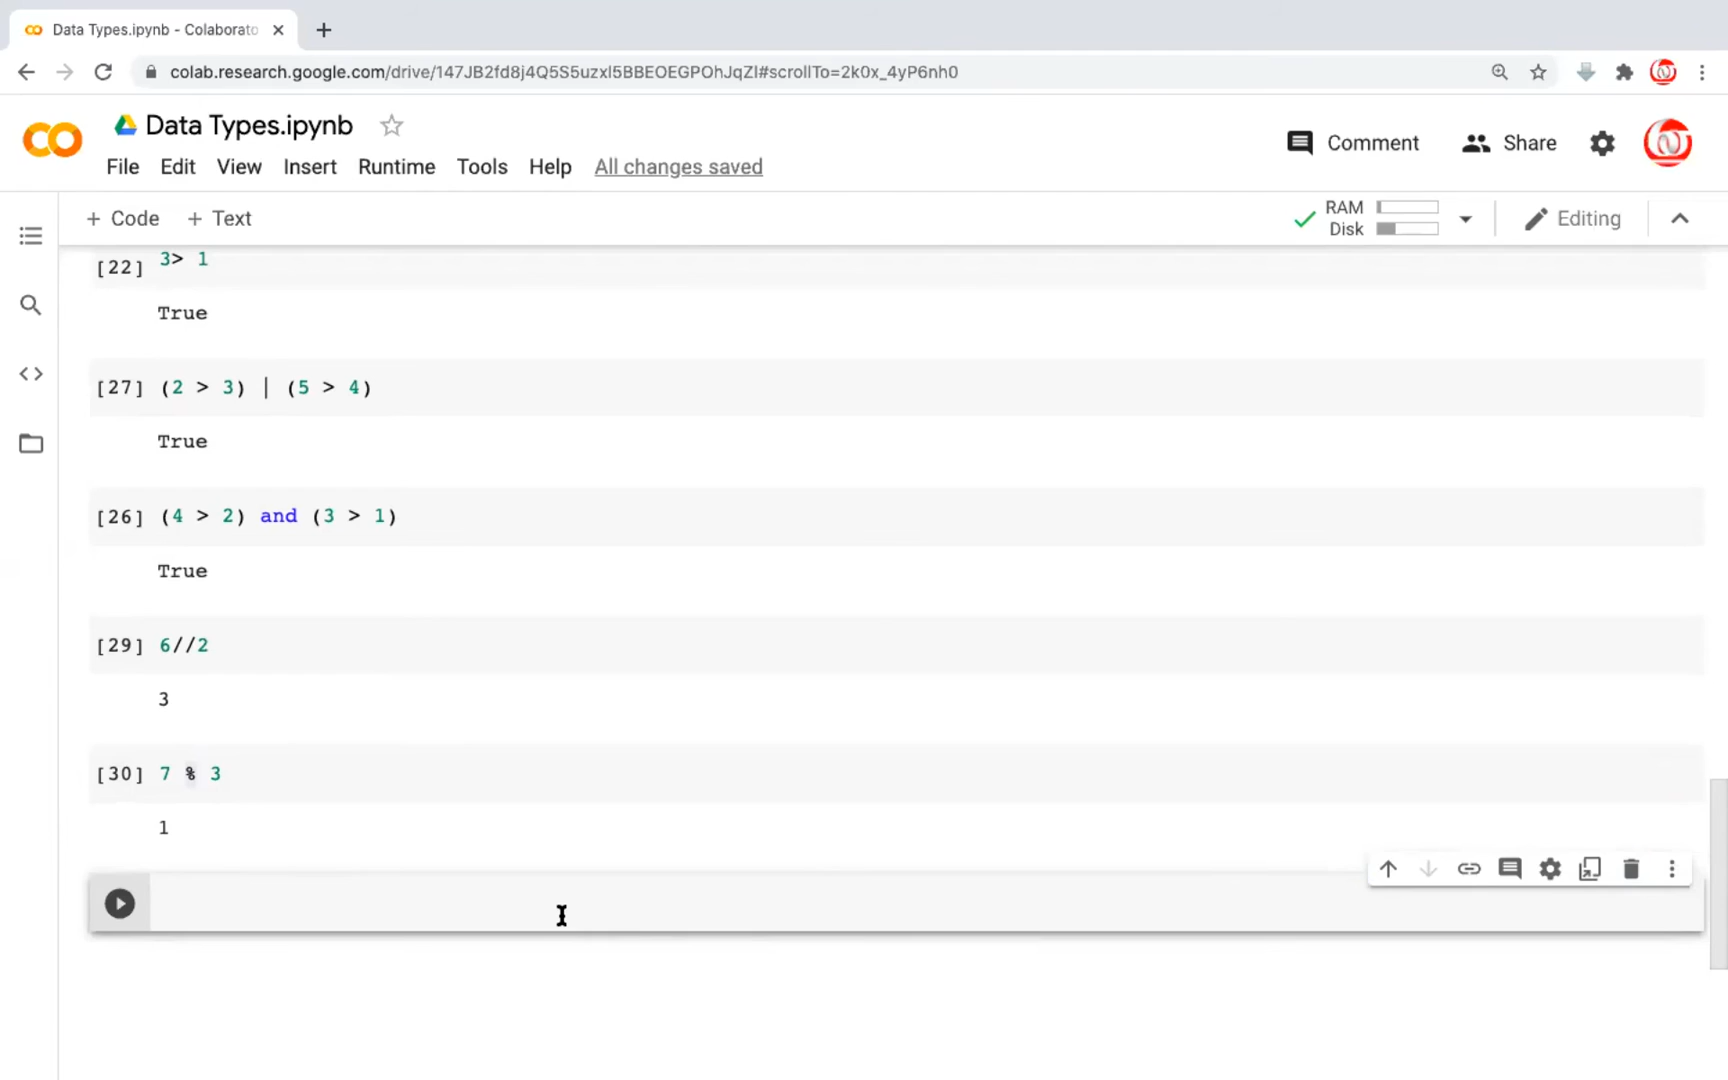 Data Types.ipynb - Colaborato
colab.research.google.com/drive/147JB2fd8j4Q5S5uzxl5BBEOEGPOhJqZl#scrollTo=2k0x_4yP6nh0
Data Types.ipynb
Comment Share
File Edit View Insert Runtime Tools Help All changes saved
+ Code + Text RAM Disk Editing
[22] 3> 1
True
[27] (2 > 3) | (5 > 4)
True
[26] (4 > 2) and (3 > 1)
True
[29] 6//2
3
[30] 7 % 3
1